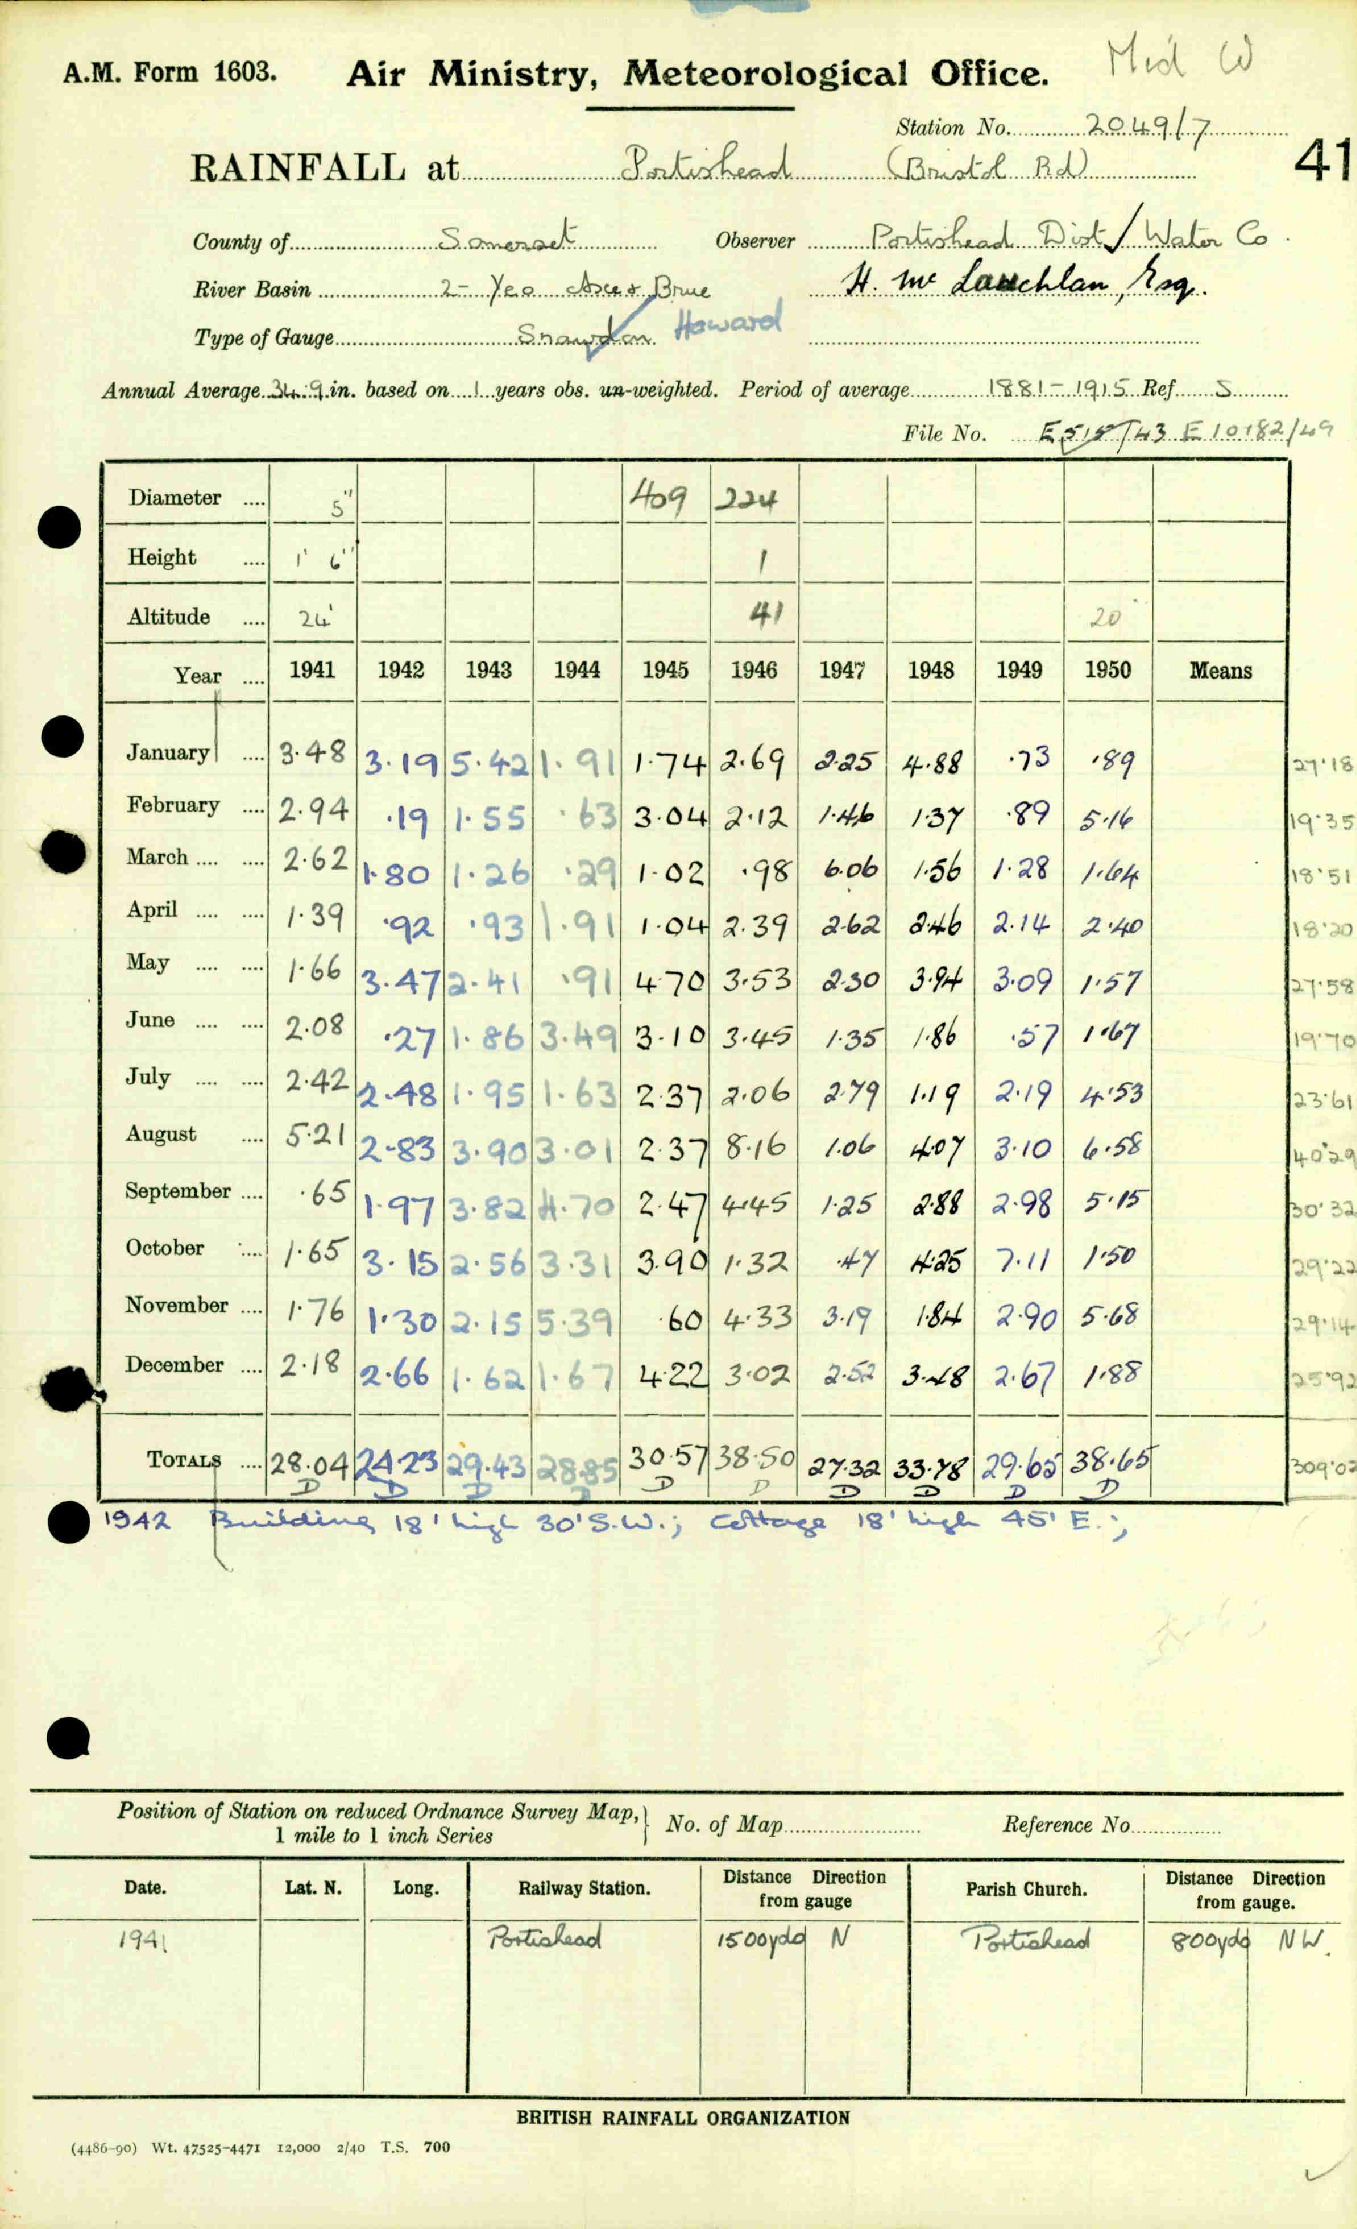 Mid W
A.M. Form 1603. Air Ministry, Meteorological Office.
Station No. 2049/7
41
RAINFALL at Portishead (Bristol Rd)
County of Somerset Observer Portishead Dist/ Water Co.
River Basin 2- Yeo Axe & Brue H. Mc Lauchlan, Esq.
Type of Gauge Snowdon Howard
Annual Average 34.9 in. based on 1 years obs. un-weighted. Period of average 1881-1915 Ref S
File No. E 515/43 E 10182/49
Diameter .... 5" 409 224
Height .... 1' 6" 1
Altitude .... 24' 41 20
Year .... 1941 1942 1943 1944 1945 1946 1947 1948 1949 1950 Means
January .... 3.48 3.19 5.42 1.91 1.74 2.69 2.25 4.88 .73 .89 27.18
February .... 2.94 .19 1.55 .63 3.04 2.12 1.46 1.37 .89 5.16 19.35
March .... .... 2.62 1.80 1.26 .29 1.02 .98 6.06 1.56 1.28 1.64 18.51
April .... .... 1.39 .92 .93 1.91 1.04 2.39 2.62 2.46 2.14 2.40 18.20
May .... .... 1.66 3.47 2.41 .91 4.70 3.53 2.30 3.94 3.09 1.57 27.58
June .... .... 2.08 .27 1.86 3.49 3.10 3.45 1.35 1.86 .57 1.67 19.70
July .... .... 2.42 2.48 1.95 1.63 2.37 2.06 2.79 1.19 2.19 4.53 23.61
August .... 5.21 2.83 3.90 3.01 2.37 8.16 1.06 4.07 3.10 6.58 40.29
September .... .65 1.97 3.82 4.70 2.47 4.45 1.25 2.88 2.98 5.15 30.32
October .... 1.65 3.15 2.56 3.31 3.90 1.32 .47 4.25 7.11 1.50 29.22
November .... 1.76 1.30 2.15 5.39 .60 4.33 3.19 1.84 2.90 5.68 29.14
December .... 2.18 2.66 1.62 1.67 4.22 3.02 2.52 3.48 2.67 1.88 25.92
TOTALS .... 28.04 24.23 29.43 28.85 30.57 38.50 27.32 33.78 29.65 38.65 309.02
D D D D D D D D D D
1942 Building 18' high 30' S.W.; Cottage 18' high 45' E.;
Position of Station on reduced Ordnance Survey Map, No. of Map Reference No
1 mile to 1 inch Series
Date. Lat. N. Long. Railway Station. Distance Direction from gauge Parish Church. Distance Direction from gauge.
1941 Portishead 1500yds N Portishead 800yds NW.
BRITISH RAINFALL ORGANIZATION
(4486-90) Wt. 47525-4471 12,000 2/40 T.S. 700